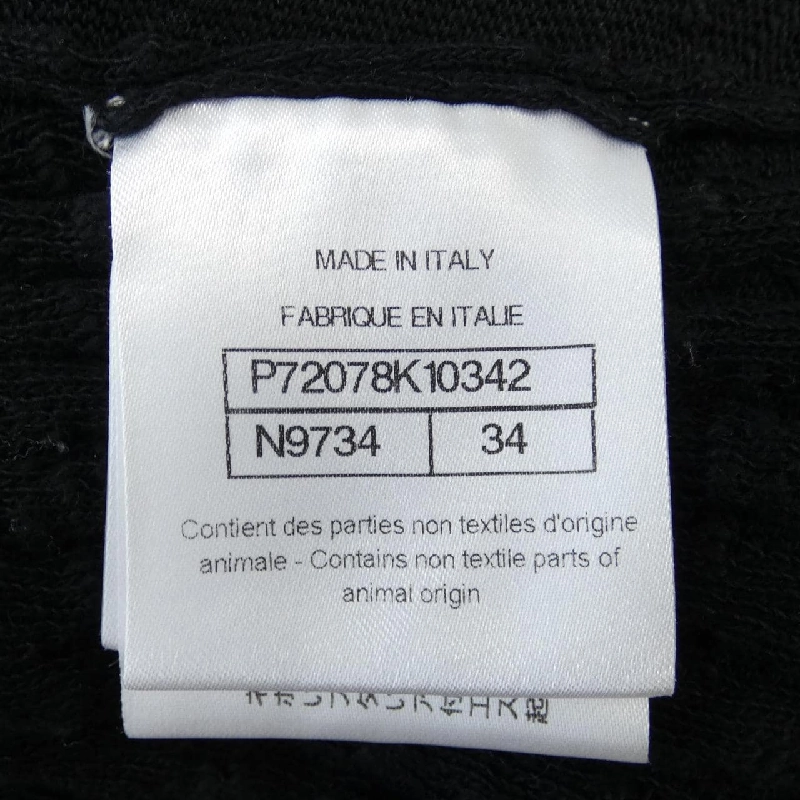 MADE IN ITALY
FABRIQUE EN ITALIE
P72078K10342
N9734 34
Contient des parties non textiles d'origine
animale - Contains non textile parts of
animal origin